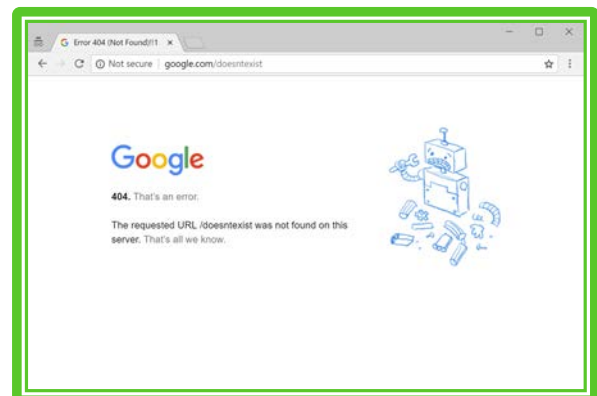 G Error 404 (Not Found)!!1
Not secure google.com/doesntexist
Google
404. That's an error.
The requested URL /doesntexist was not found on this
server. That's all we know.